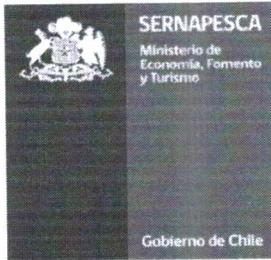 SERNAPESCA
Ministerio de
Economía, Fomento
y Turismo
Gobierno de Chile